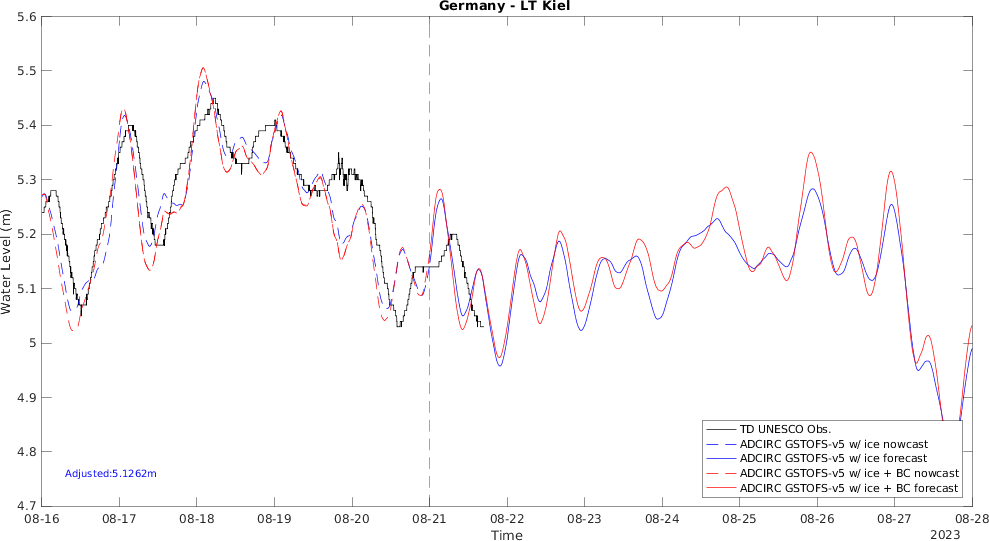 Germany - LT Kiel
5.6
5.5
5.4
5.3
5.2
5.1
5
4.9
4.8
4.7
Water Level (m)
Adjusted:5.1262m
TD UNESCO Obs.
ADCIRC GSTOFS-v5 w/ ice nowcast
ADCIRC GSTOFS-v5 w/ ice forecast
ADCIRC GSTOFS-v5 w/ ice + BC nowcast
ADCIRC GSTOFS-v5 w/ ice + BC forecast
08-16 08-17 08-18 08-19 08-20 08-21 08-22 08-23 08-24 08-25 08-26 08-27 08-28
Time
2023